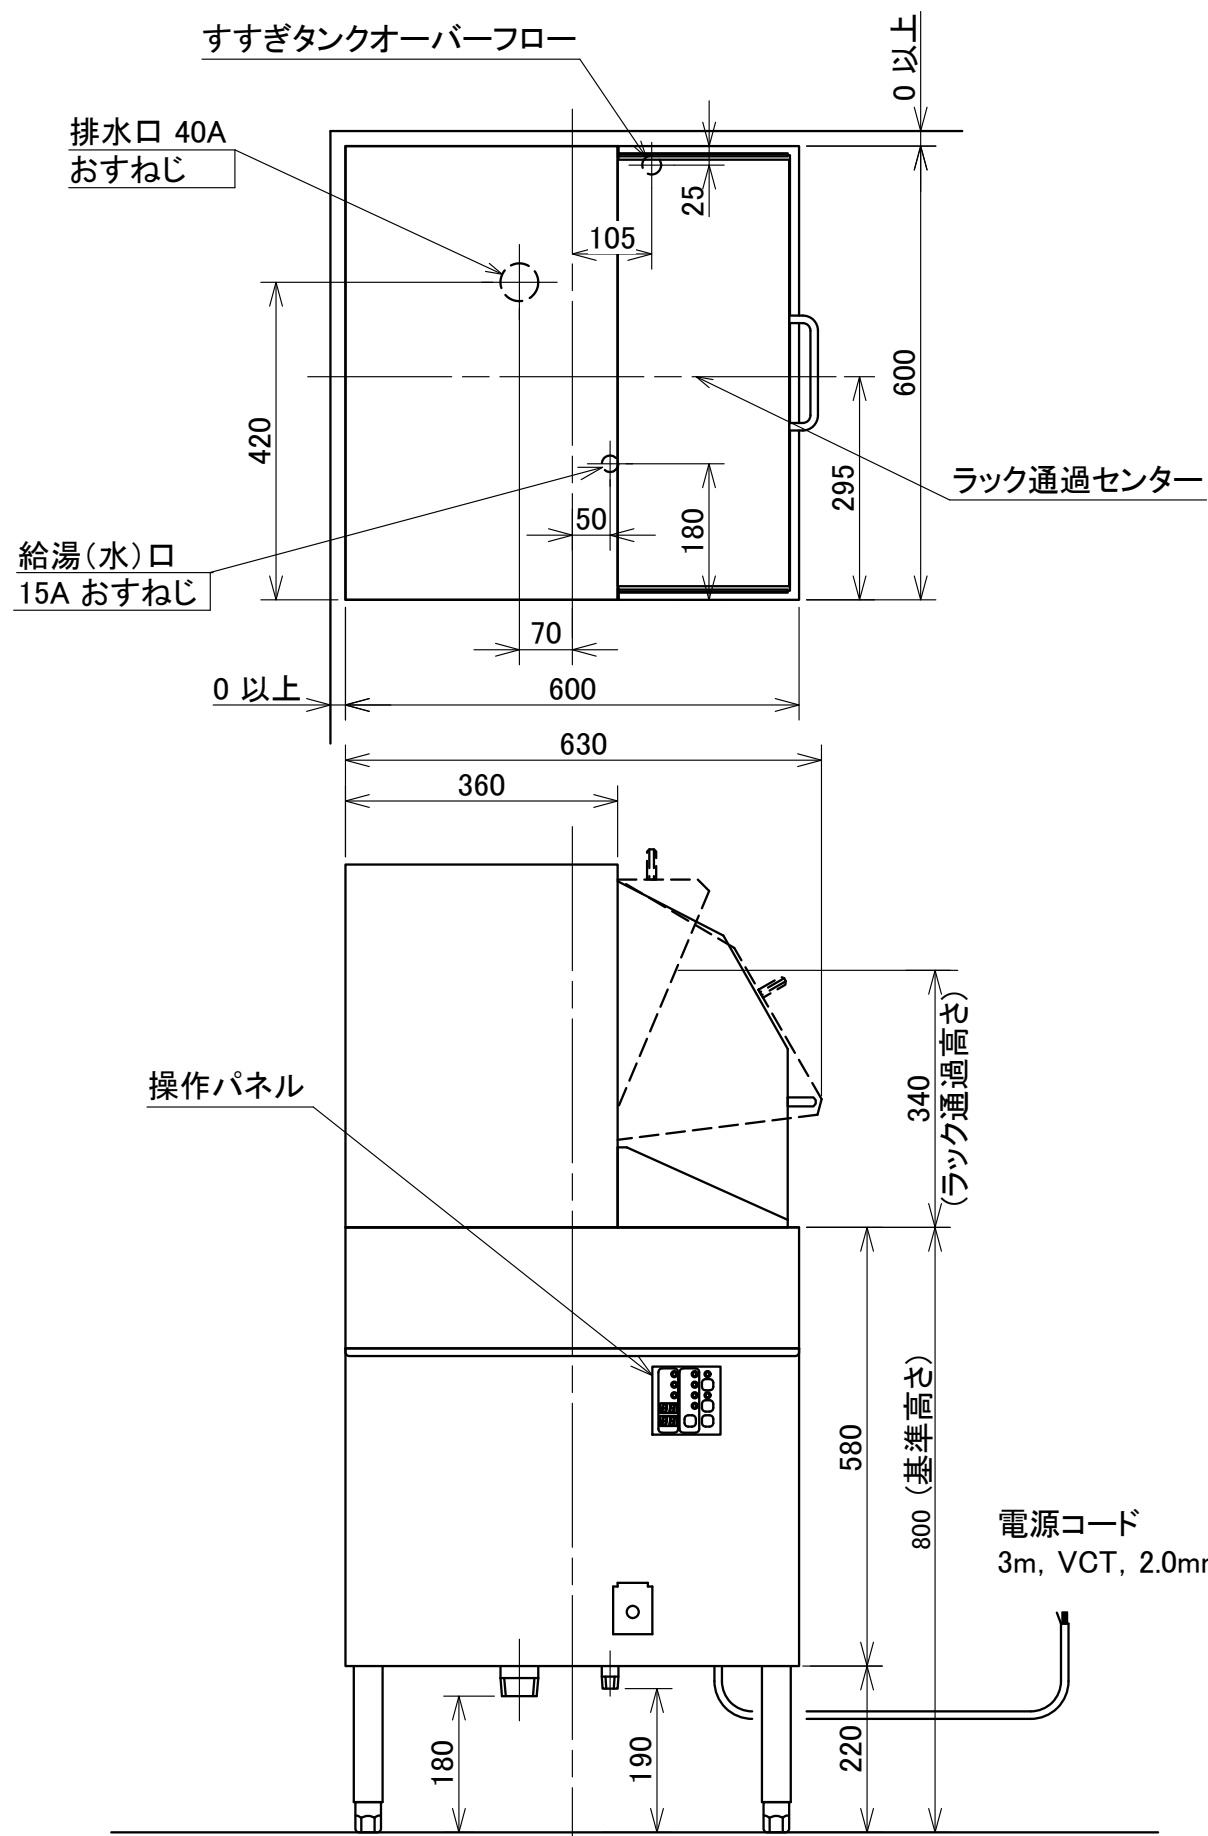 すすぎタンクオーバーフロー
0 以上
排水口 40A
おすねじ
25
105
600
420
295
ラック通過センター
50
180
給湯(水)口
15A おすねじ
70
0 以上
600
630
360
操作パネル
340
(ラック通過高さ)
580
800 (基準高さ)
電源コード
3m, VCT, 2.0m
180
190
220